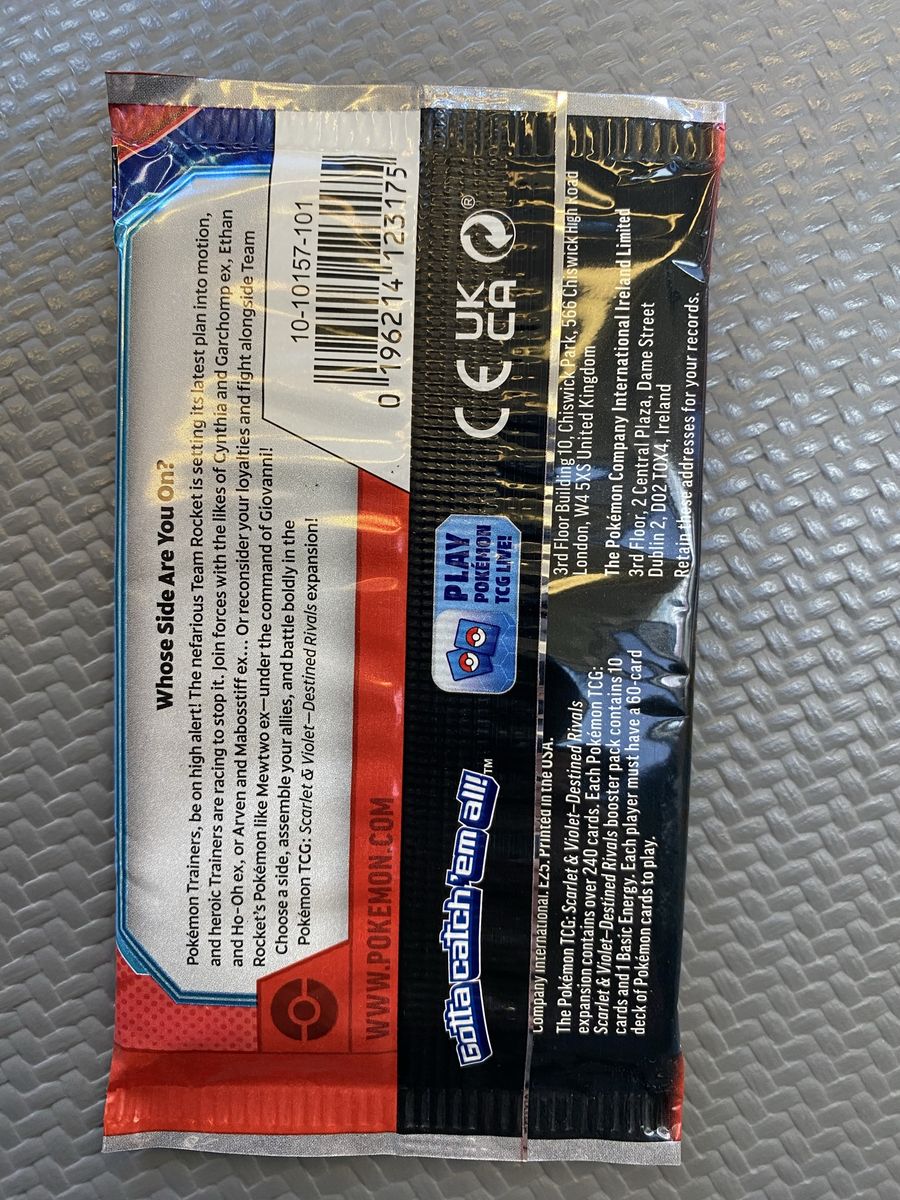 Whose Side Are You On?
Pokémon Trainers, be on high alert! The nefarious Team Rocket is setting its latest plan into motion,
and heroic Trainers are racing to stop it. Join forces with the likes of Cynthia and Garchomp ex, Ethan
and Ho-Oh ex, or Arven and Mabosstiff ex... Or reconsider your loyalties and fight alongside Team
Rocket's Pokémon like Mewtwo ex—under the command of Giovanni!
Choose a side, assemble your allies, and battle boldly in the
Pokémon TCG: Scarlet & Violet—Destined Rivals expansion!
10-10157-101
0 196214 123175
WWW.POKEMON.COM
Gotta catch 'em all!™
PLAY
POKÉMON
TCG LIVE!
CE UK
CA ®
Company International. E25. Printed in the USA.
The Pokémon TCG: Scarlet & Violet—Destined Rivals
expansion contains over 240 cards. Each Pokémon TCG:
Scarlet & Violet—Destined Rivals booster pack contains 10
cards and 1 Basic Energy. Each player must have a 60-card
deck of Pokémon cards to play.
3rd Floor Building 10, Chiswick Park, 566 Chiswick High Road
London, W4 5XS United Kingdom
The Pokémon Company International Ireland Limited
3rd Floor, 2 Central Plaza, Dame Street
Dublin 2, D02 T0X4, Ireland
Retain these addresses for your records.